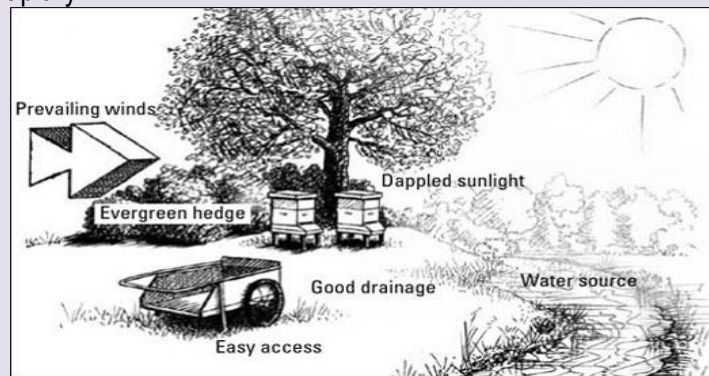 Prevailing winds
Dappled sunlight
Evergreen hedge
Good drainage
Water source
Easy access